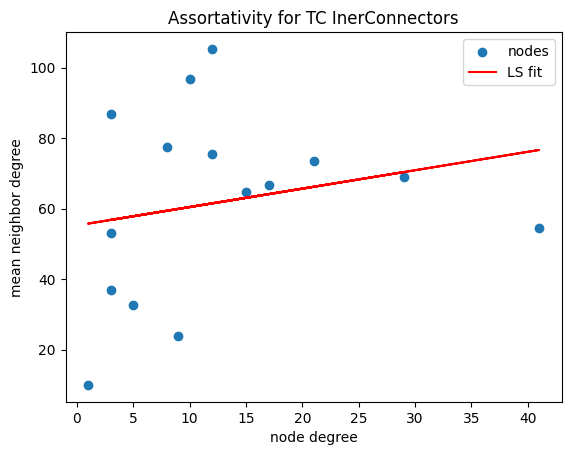 Assortativity for TC InerConnectors
nodes
LS fit
mean neighbor degree
100
80
60
40
20
0 5 10 15 20 25 30 35 40
node degree